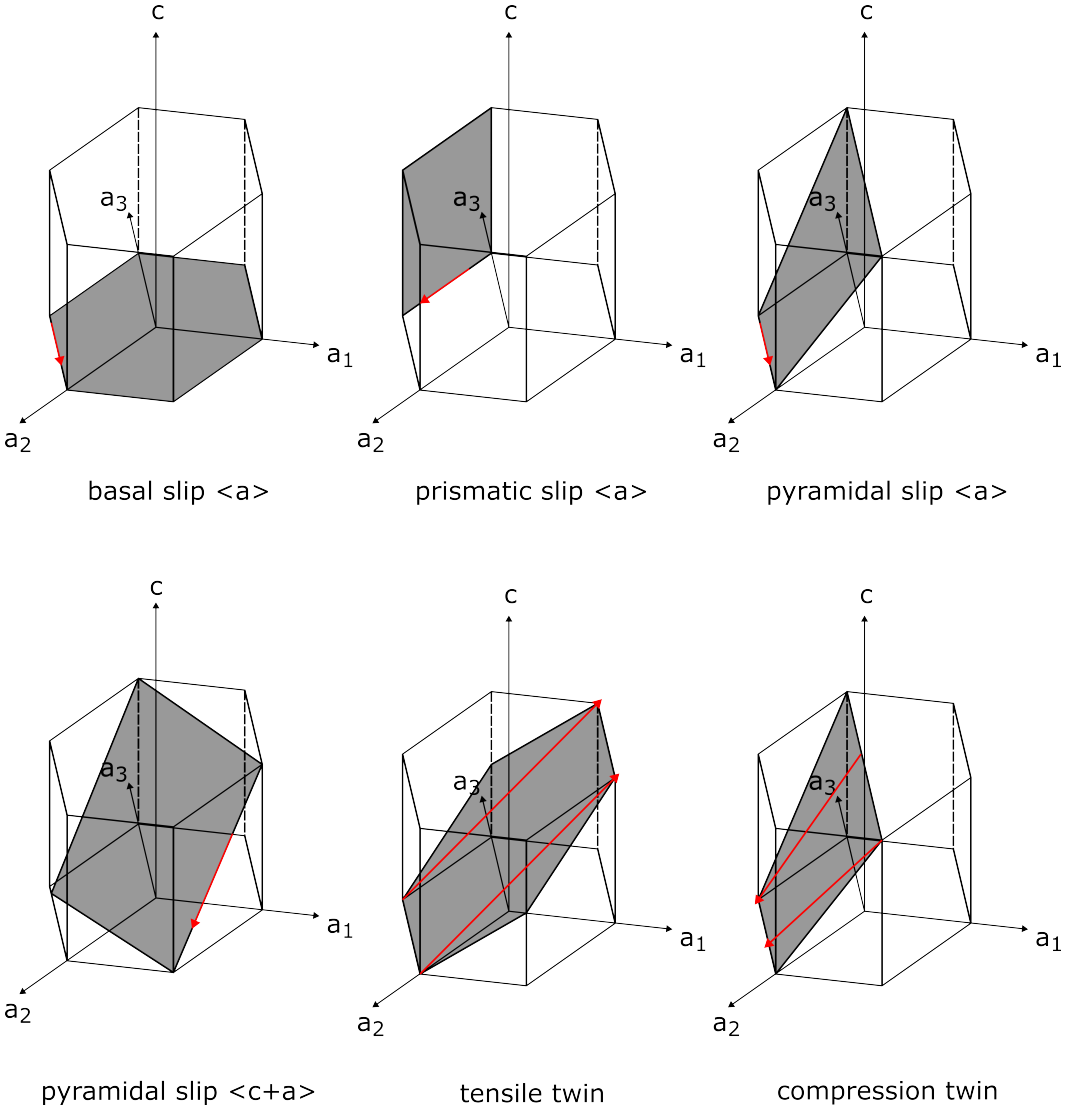 c c c
a3 a3 a3
a1 a1 a1
a2 a2 a2
basal slip <a> prismatic slip <a> pyramidal slip <a>
c c c
a3 a3 a3
a1 a1 a1
a2 a2 a2
pyramidal slip <c+a> tensile twin compression twin